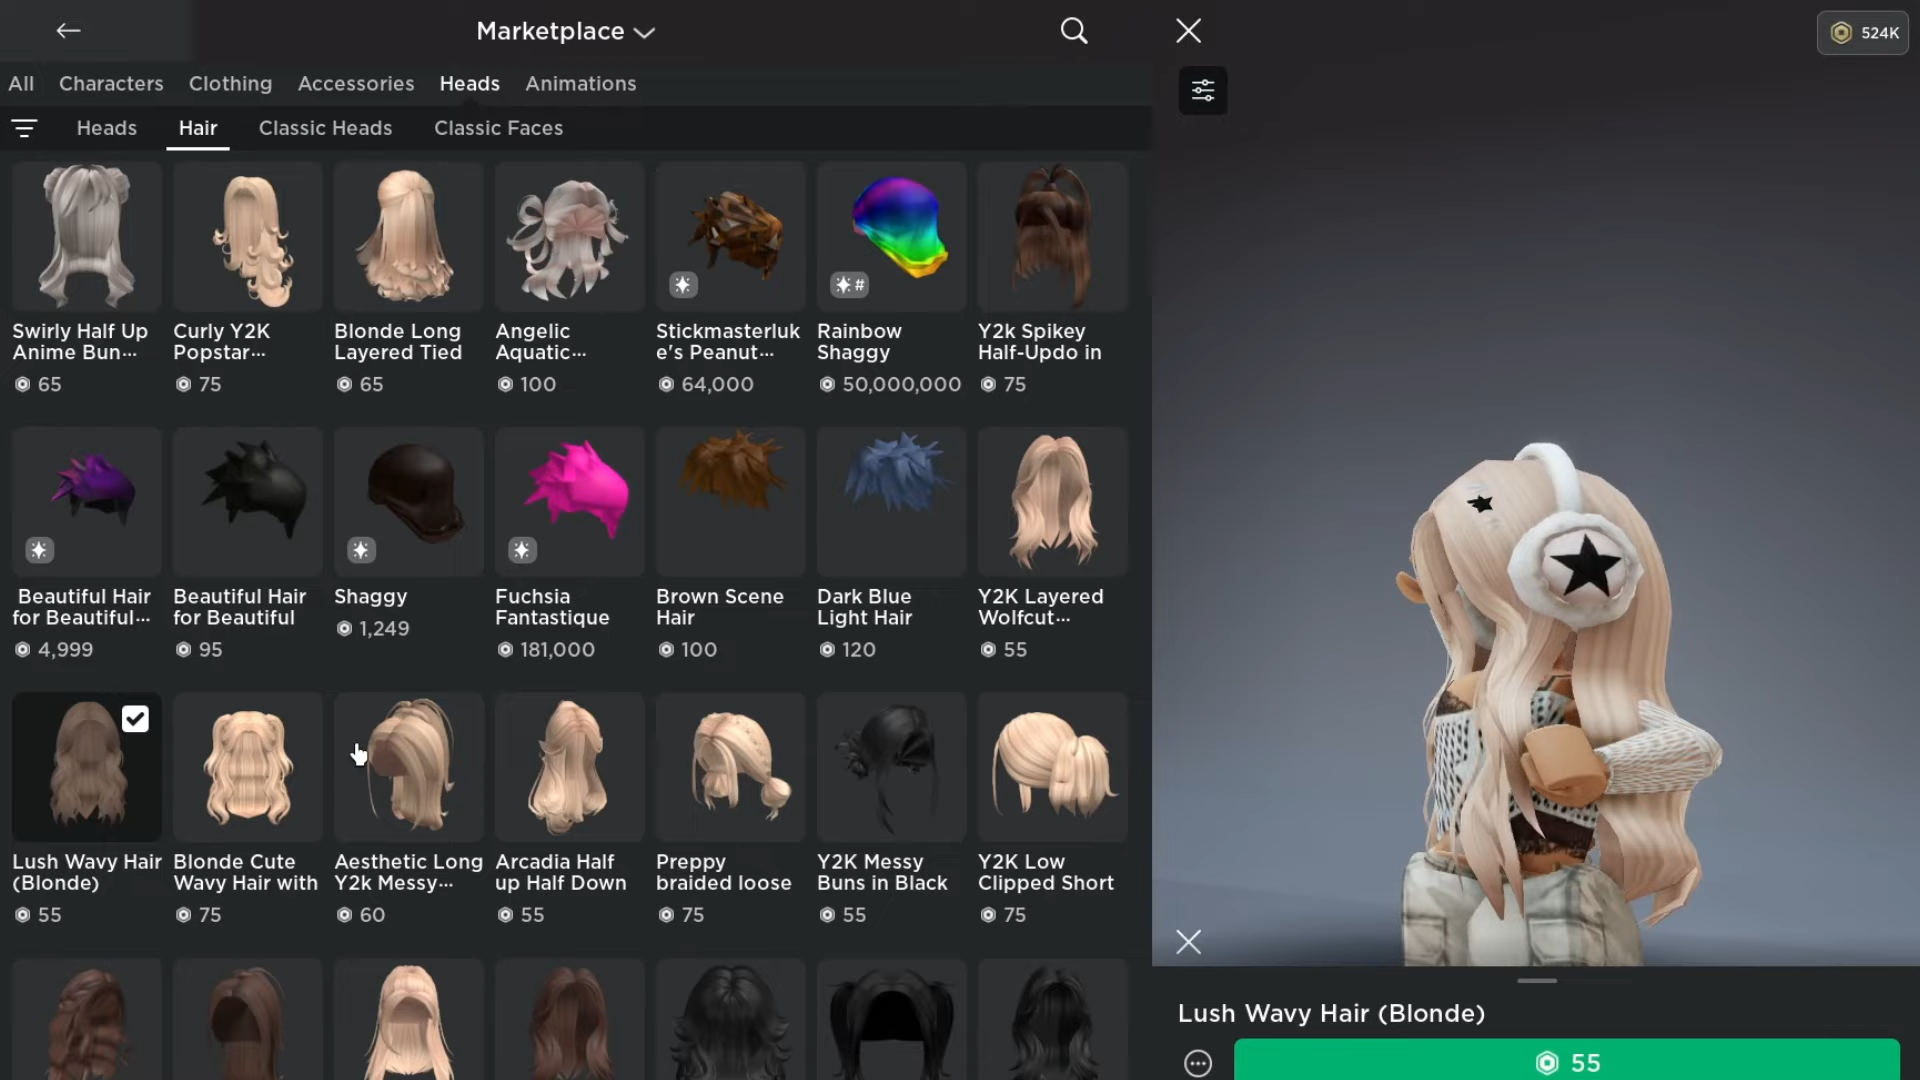 Marketplace
524K
All Characters Clothing Accessories Heads Animations
Heads Hair Classic Heads Classic Faces
Swirly Half Up
Anime Bun...
65
Curly Y2K
Popstar...
75
Blonde Long
Layered Tied
65
Angelic
Aquatic...
100
Stickmasterluk
e's Peanut...
64,000
#
Rainbow
Shaggy
50,000,000
Y2k Spikey
Half-Updo in
75
Beautiful Hair
for Beautiful...
4,999
Beautiful Hair
for Beautiful
95
Shaggy
1,249
Fuchsia
Fantastique
181,000
Brown Scene
Hair
100
Dark Blue
Light Hair
120
Y2K Layered
Wolfcut...
55
Lush Wavy Hair
(Blonde)
55
Blonde Cute
Wavy Hair with
75
Aesthetic Long
Y2k Messy...
60
Arcadia Half
up Half Down
55
Preppy
braided loose
75
Y2K Messy
Buns in Black
55
Y2K Low
Clipped Short
75
Lush Wavy Hair (Blonde)
55